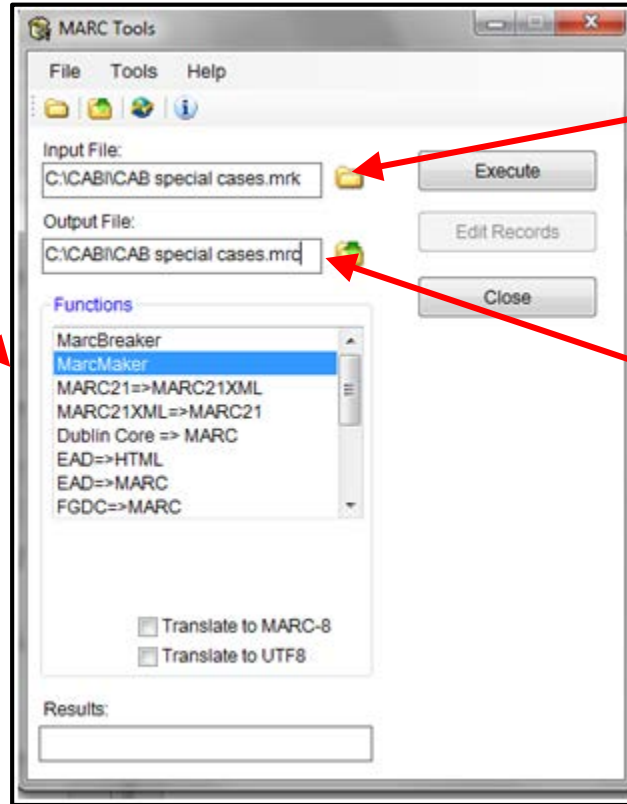 MARC Tools
File Tools Help
Input File:
C:\CABI\CAB special cases.mrk
Execute
Output File:
Edit Records
C:\CABI\CAB special cases.mrc
Close
Functions
MarcBreaker
MarcMaker
MARC21=>MARC21XML
MARC21XML=>MARC21
Dublin Core => MARC
EAD=>HTML
EAD=>MARC
FGDC=>MARC
Translate to MARC-8
Translate to UTF8
Results: